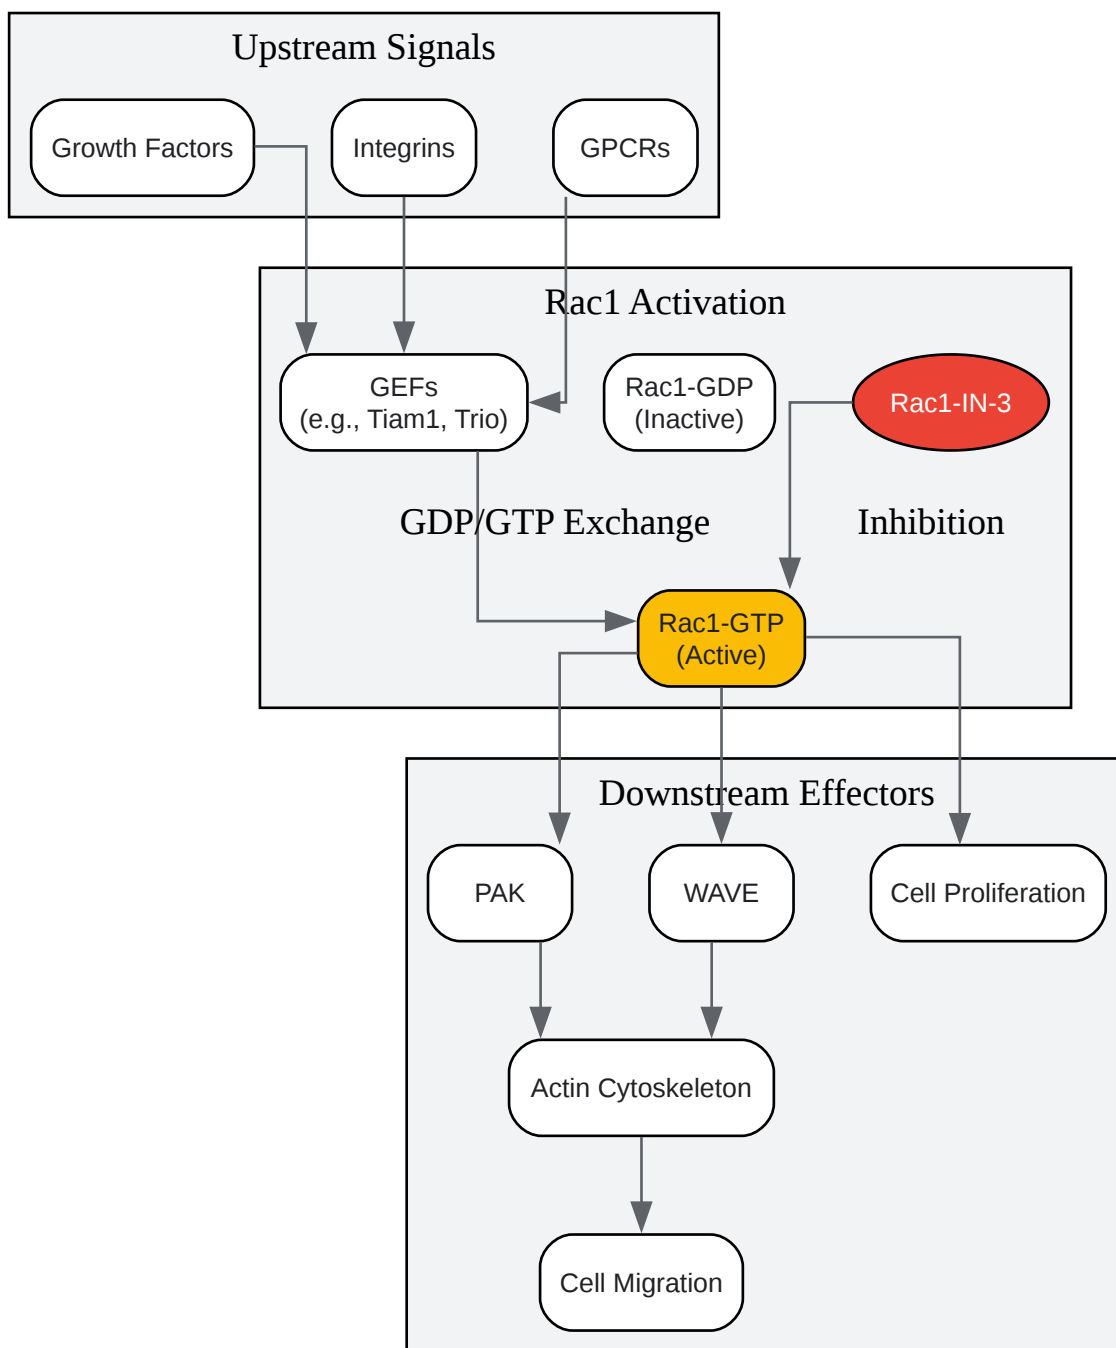 Upstream Signals
Growth Factors
Integrins
GPCRs
Rac1 Activation
GEFs
(e.g., Tiam1, Trio)
Rac1-GDP
(Inactive)
Rac1-IN-3
GDP/GTP Exchange
Inhibition
Rac1-GTP
(Active)
Downstream Effectors
PAK
WAVE
Cell Proliferation
Actin Cytoskeleton
Cell Migration